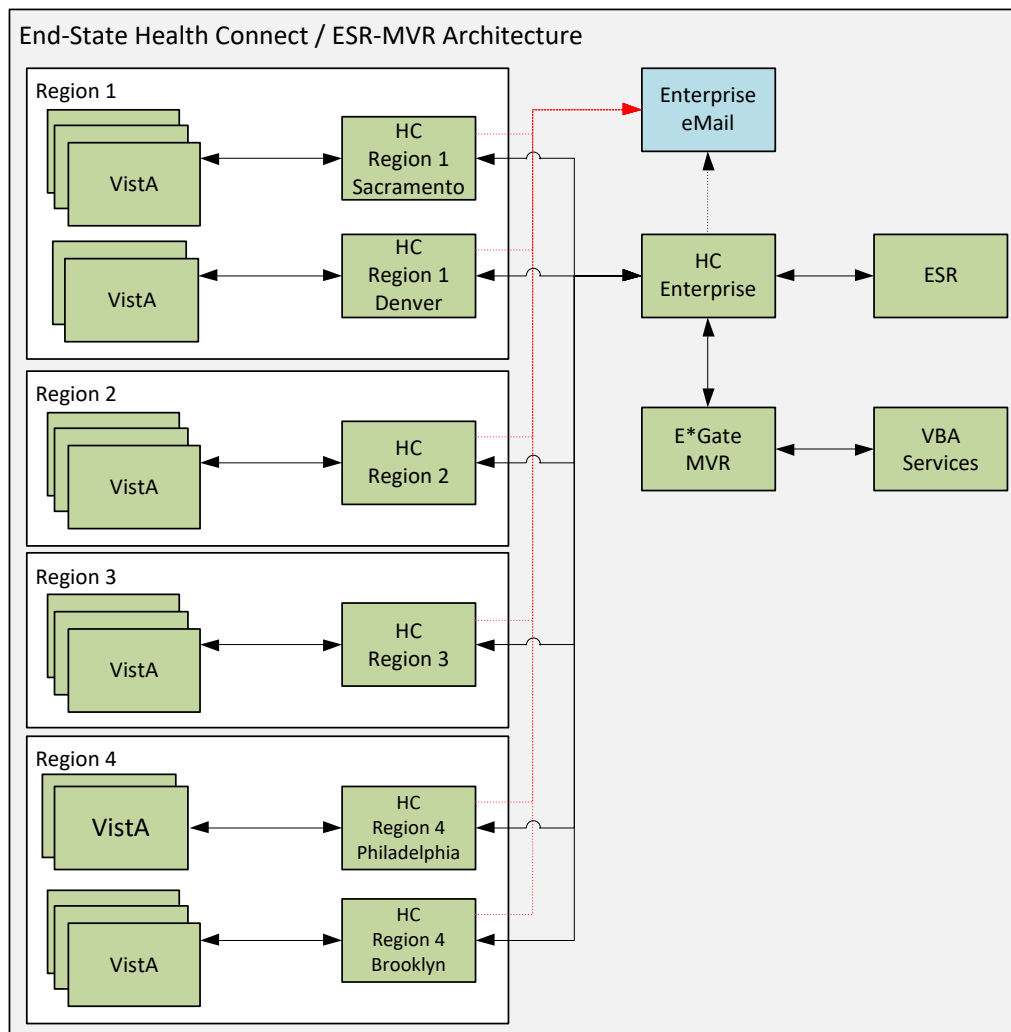 End-State Health Connect / ESR-MVR Architecture
Region 1
VistA
HC
Region 1
Sacramento
VistA
HC
Region 1
Denver
Region 2
VistA
HC
Region 2
Region 3
VistA
HC
Region 3
Region 4
VistA
HC
Region 4
Philadelphia
VistA
HC
Region 4
Brooklyn
Enterprise
eMail
HC
Enterprise
ESR
E*Gate
MVR
VBA
Services